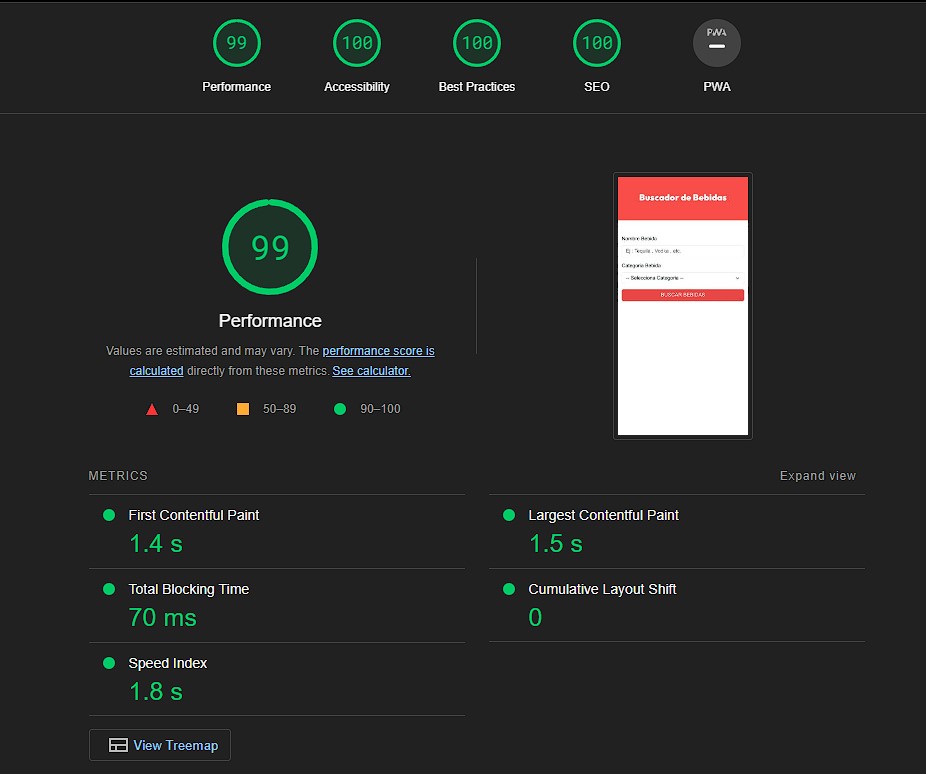 99
100
100
100
PWA
Performance
Accessibility
Best Practices
SEO
PWA
99
Performance
Values are estimated and may vary. The performance score is
calculated directly from these metrics. See calculator.
0–49
50–89
90–100
Buscador de Bebidas
Nombre Bebida
Ej: Tequila, Vodka, etc.
Categoría Bebida
-- Selecciona Categoría --
BUSCAR BEBIDAS
METRICS
Expand view
First Contentful Paint
1.4 s
Largest Contentful Paint
1.5 s
Total Blocking Time
70 ms
Cumulative Layout Shift
0
Speed Index
1.8 s
View Treemap